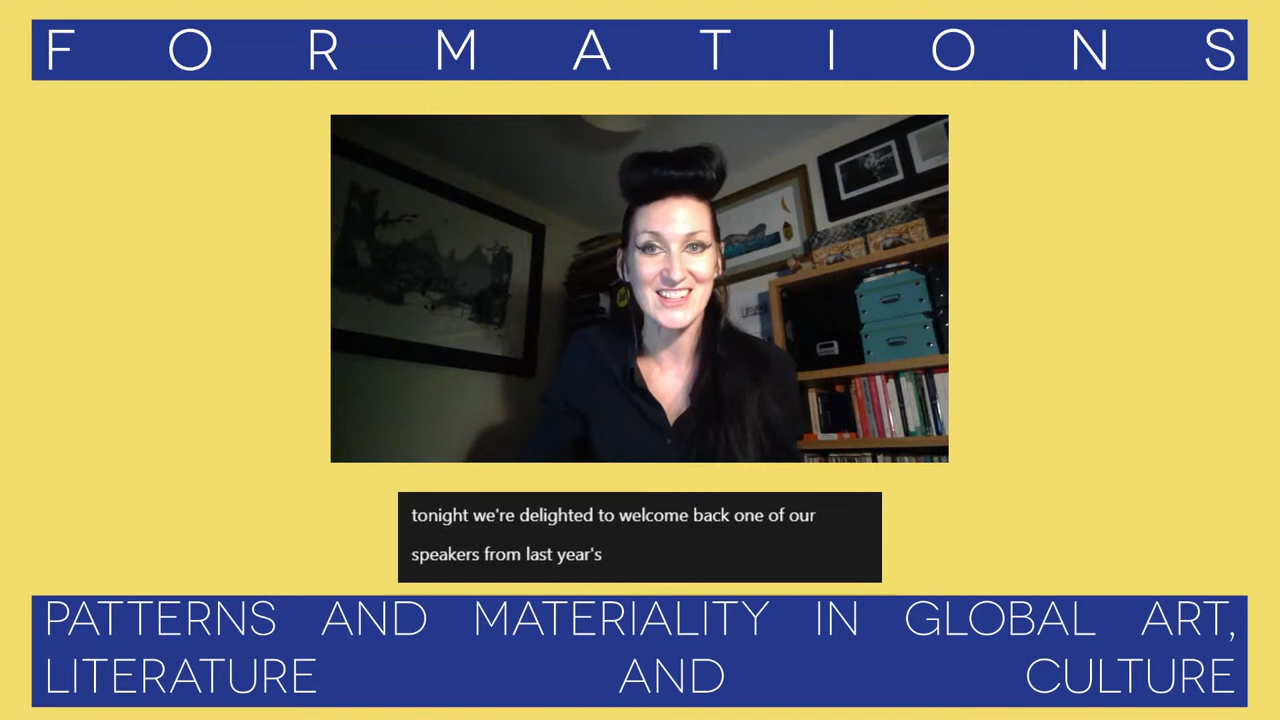 FORMATIONS
tonight we're delighted to welcome back one of our
speakers from last year's
PATTERNS AND MATERIALITY IN GLOBAL ART,
LITERATURE AND CULTURE